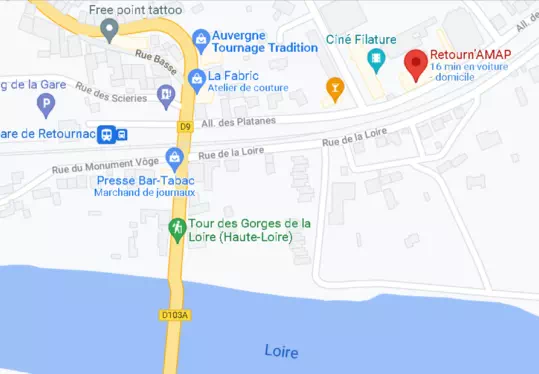 Free point tattoo
Auvergne
Tournage Tradition
Ciné Filature
Retourn'AMAP
16 min en voiture
- domicile
Rue Basse
La Fabric
Atelier de couture
g de la Gare
Rue des Scieries
D9
All. des Platanes
are de Retournac
Rue de la Loire
Rue de la Loire
Rue du Monument Vôge
Presse Bar-Tabac
Marchand de journaux
Tour des Gorges de la
Loire (Haute-Loire)
D103A
Loire